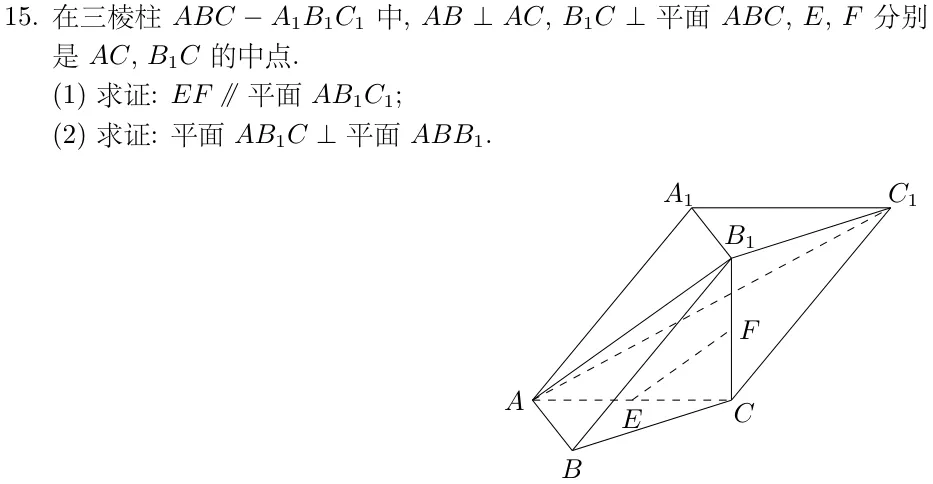 15. 在三棱柱 ABC − A₁B₁C₁ 中, AB ⊥ AC, B₁C ⊥ 平面 ABC, E, F 分别
是 AC, B₁C 的中点.
(1) 求证: EF ∥ 平面 AB₁C₁;
(2) 求证: 平面 AB₁C ⊥ 平面 ABB₁.
A₁
C₁
B₁
F
A
E
C
B